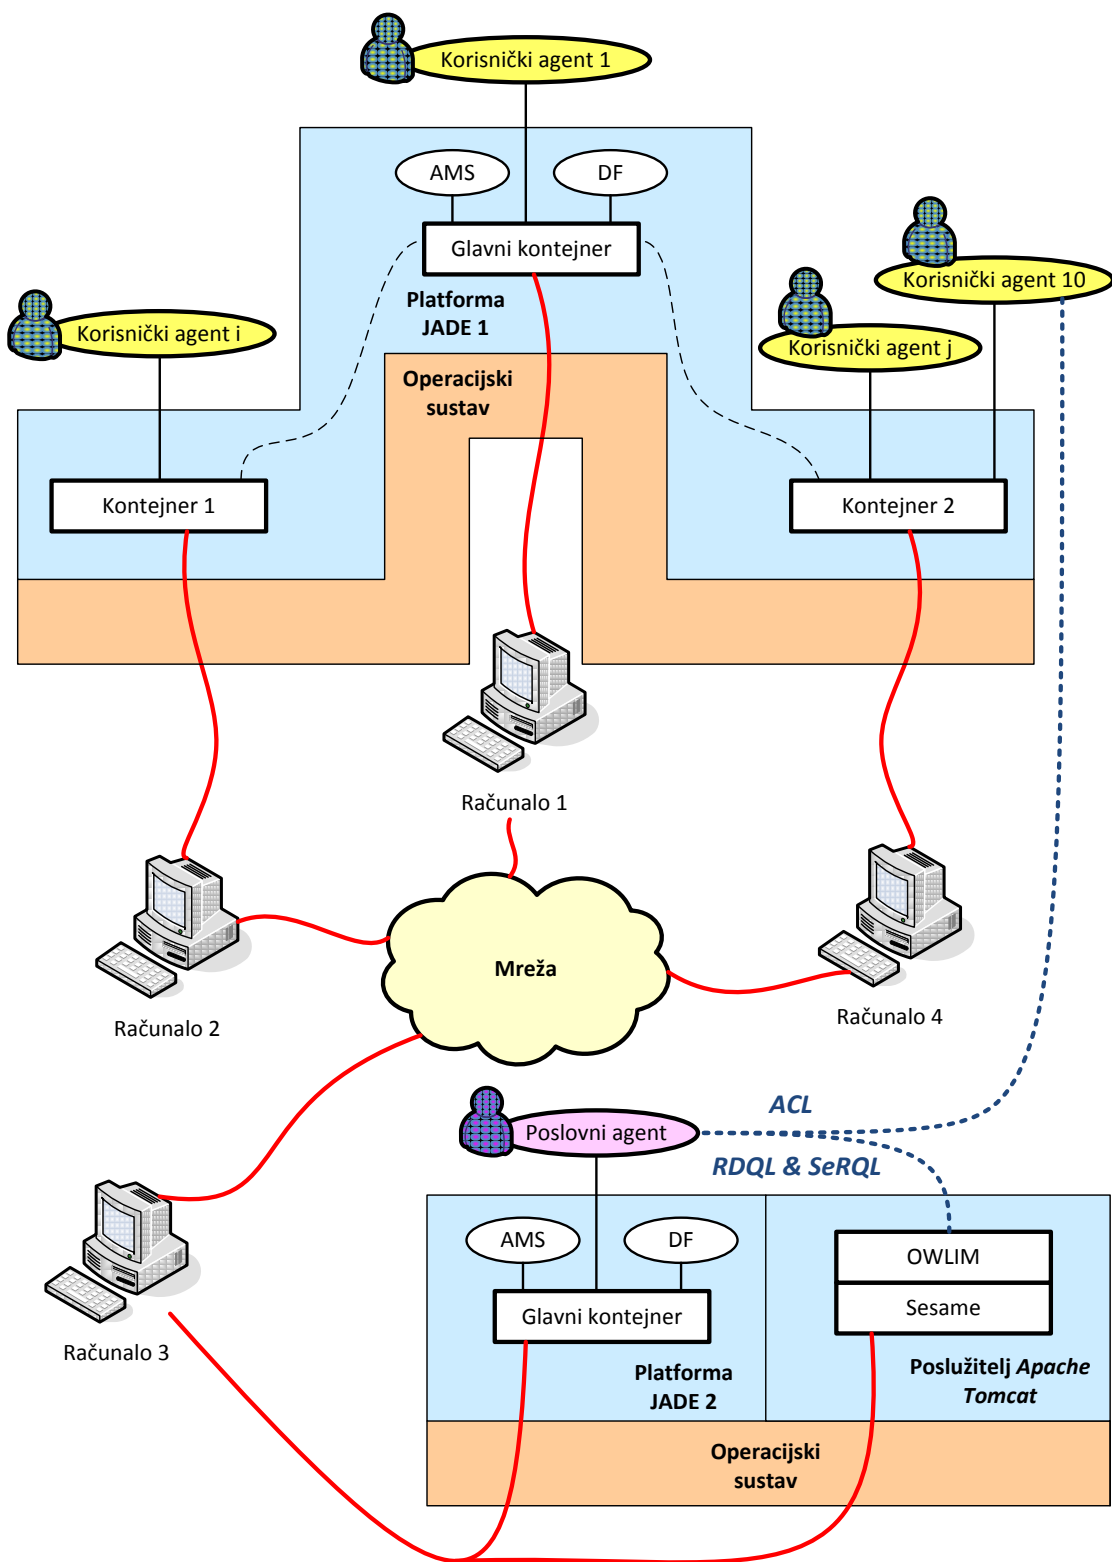 Korisnički agent 1
AMS
DF
Glavni kontejner
Korisnički agent 10
Platforma
JADE 1
Korisnički agent i
Korisnički agent j
Operacijski
sustav
Kontejner 1
Kontejner 2
Računalo 1
Mreža
Računalo 2
Računalo 4
ACL
Poslovni agent
RDQL & SeRQL
AMS
DF
OWLIM
Glavni kontejner
Sesame
Računalo 3
Platforma
JADE 2
Poslužitelj Apache
Tomcat
Operacijski
sustav